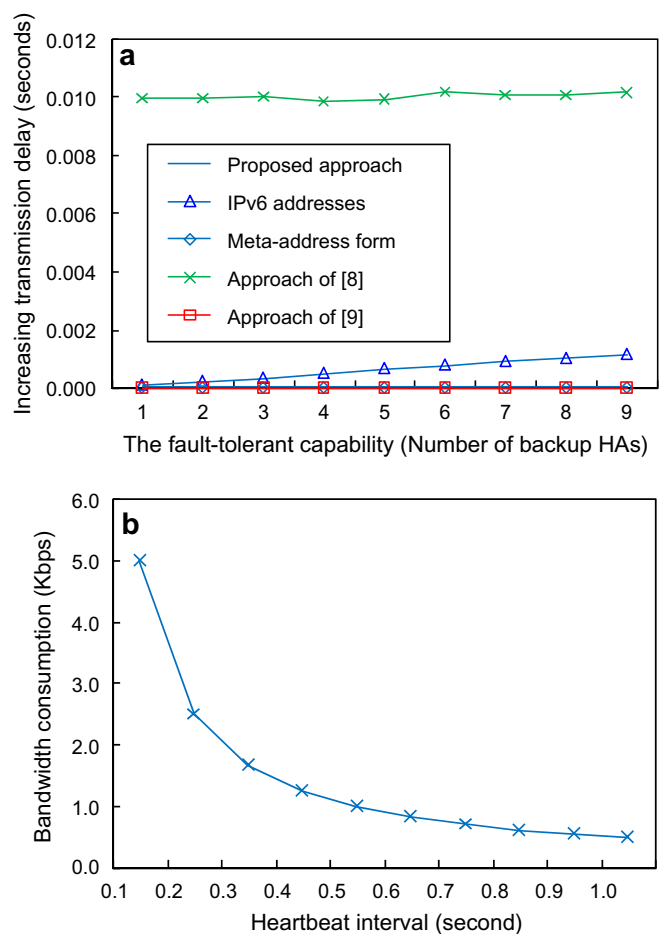 a
Increasing transmission delay (seconds)
0.012
0.010
0.008
0.006
0.004
0.002
0.000
Proposed approach
IPv6 addresses
Meta-address form
Approach of [8]
Approach of [9]
1 2 3 4 5 6 7 8 9
The fault-tolerant capability (Number of backup HAs)
b
Bandwidth consumption (Kbps)
6.0
5.0
4.0
3.0
2.0
1.0
0.0
0.1 0.2 0.3 0.4 0.5 0.6 0.7 0.8 0.9 1.0
Heartbeat interval (second)